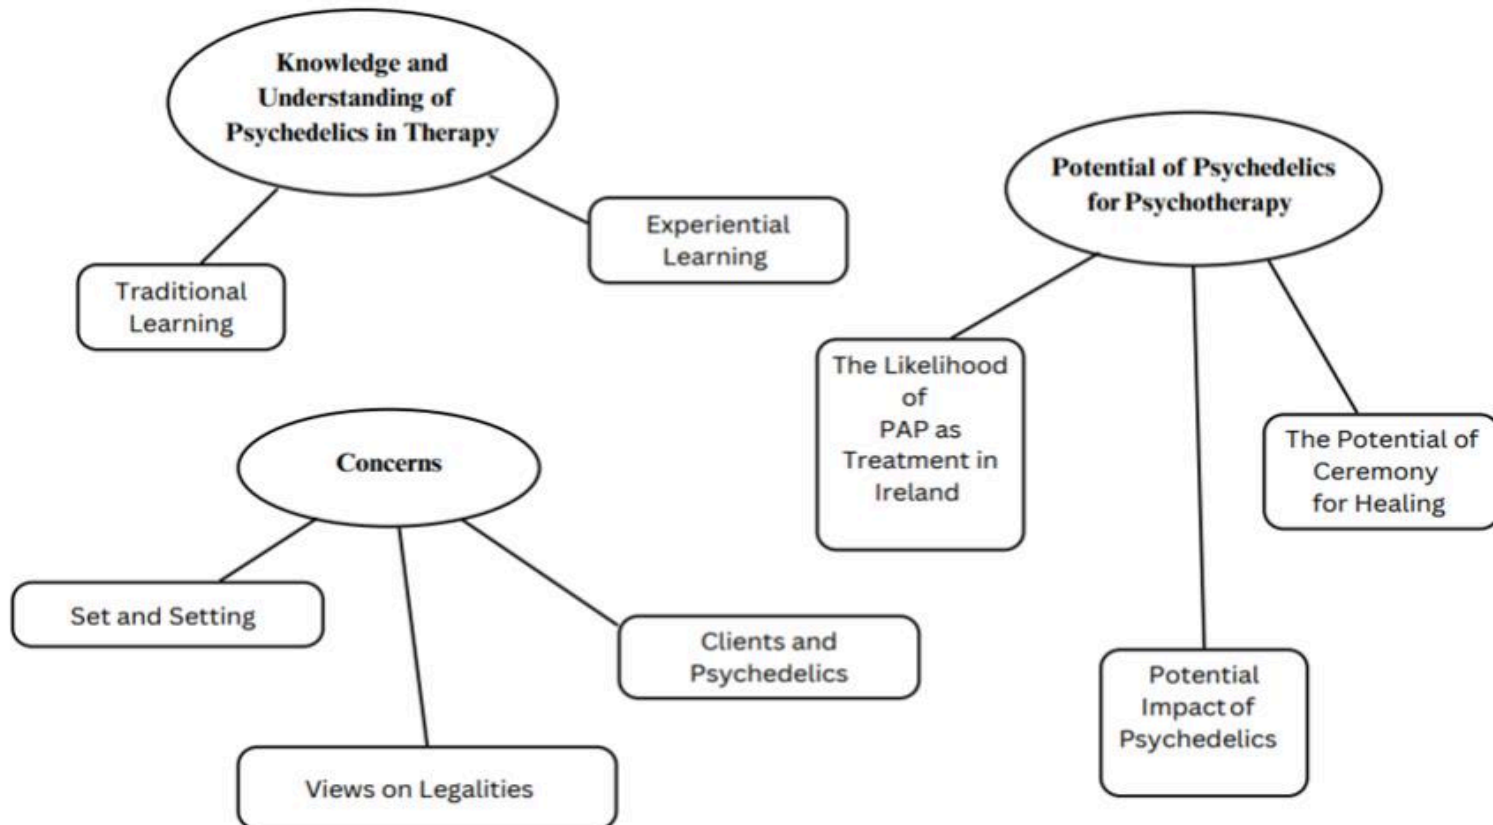 Knowledge and
Understanding of
Psychedelics in Therapy
Traditional
Learning
Experiential
Learning
Potential of Psychedelics
for Psychotherapy
The Likelihood
of
PAP as
Treatment in
Ireland
Potential
Impact of
Psychedelics
The Potential of
Ceremony
for Healing
Concerns
Set and Setting
Views on Legalities
Clients and
Psychedelics